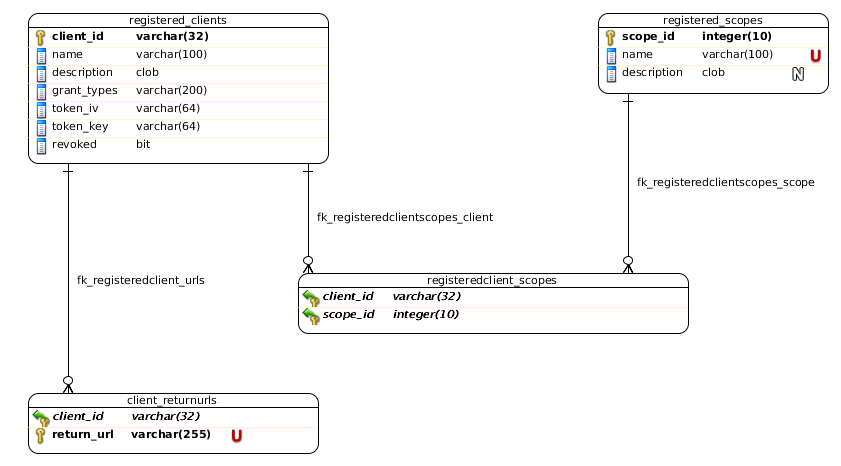 registered_clients
client_id varchar(32)
name varchar(100)
description clob
grant_types varchar(200)
token_iv varchar(64)
token_key varchar(64)
revoked bit
registered_scopes
scope_id integer(10)
name varchar(100) U
description clob N
fk_registeredclientscopes_scope
fk_registeredclientscopes_client
fk_registeredclient_urls
registeredclient_scopes
client_id varchar(32)
scope_id integer(10)
client_returnurls
client_id varchar(32)
return_url varchar(255) U